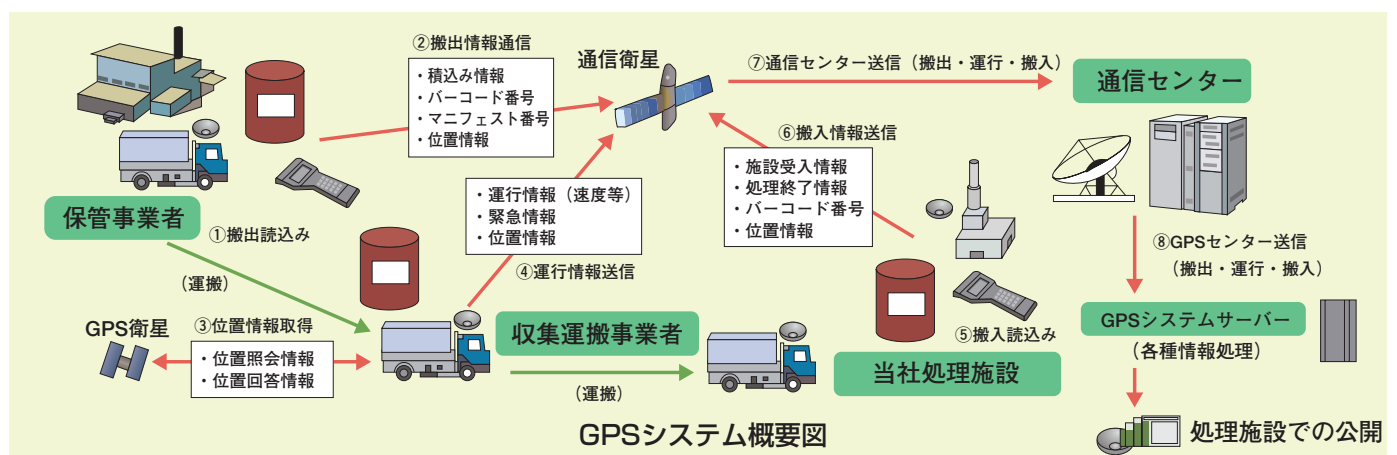 ②搬出情報通信
・積込み情報
・バーコード番号
・マニフェスト番号
・位置情報
通信衛星
⑦通信センター送信（搬出・運行・搬入）
通信センター
⑥搬入情報送信
・施設受入情報
・処理終了情報
・バーコード番号
・位置情報
・運行情報（速度等）
・緊急情報
・位置情報
④運行情報送信
保管事業者
①搬出読込み
（運搬）
GPS衛星
③位置情報取得
・位置照会情報
・位置回答情報
収集運搬事業者
（運搬）
⑤搬入読込み
当社処理施設
⑧GPSセンター送信
（搬出・運行・搬入）
GPSシステムサーバー
（各種情報処理）
処理施設での公開
GPSシステム概要図